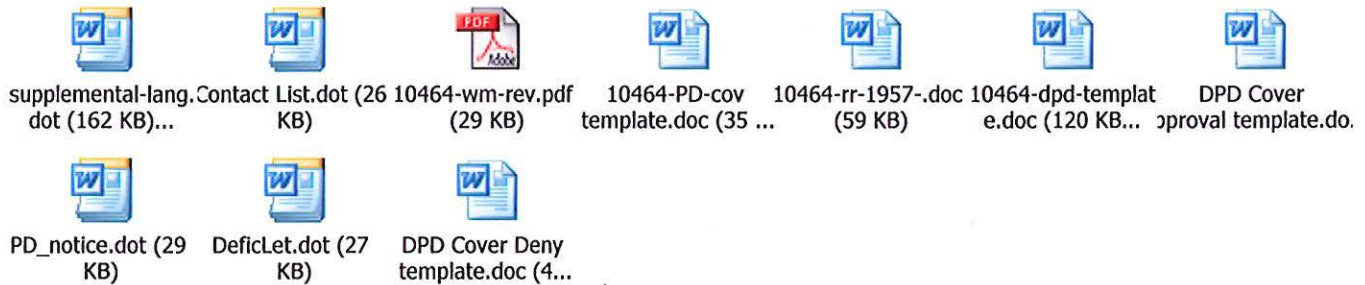 PDF
Adobe
supplemental-lang. Contact List.dot (26 10464-wm-rev.pdf 10464-PD-cov 10464-rr-1957-.doc 10464-dpd-templat DPD Cover
dot (162 KB)... KB) (29 KB) template.doc (35 ... (59 KB) e.doc (120 KB... pproval template.do.
PD_notice.dot (29 DeficLet.dot (27 DPD Cover Deny
KB) KB) template.doc (4...